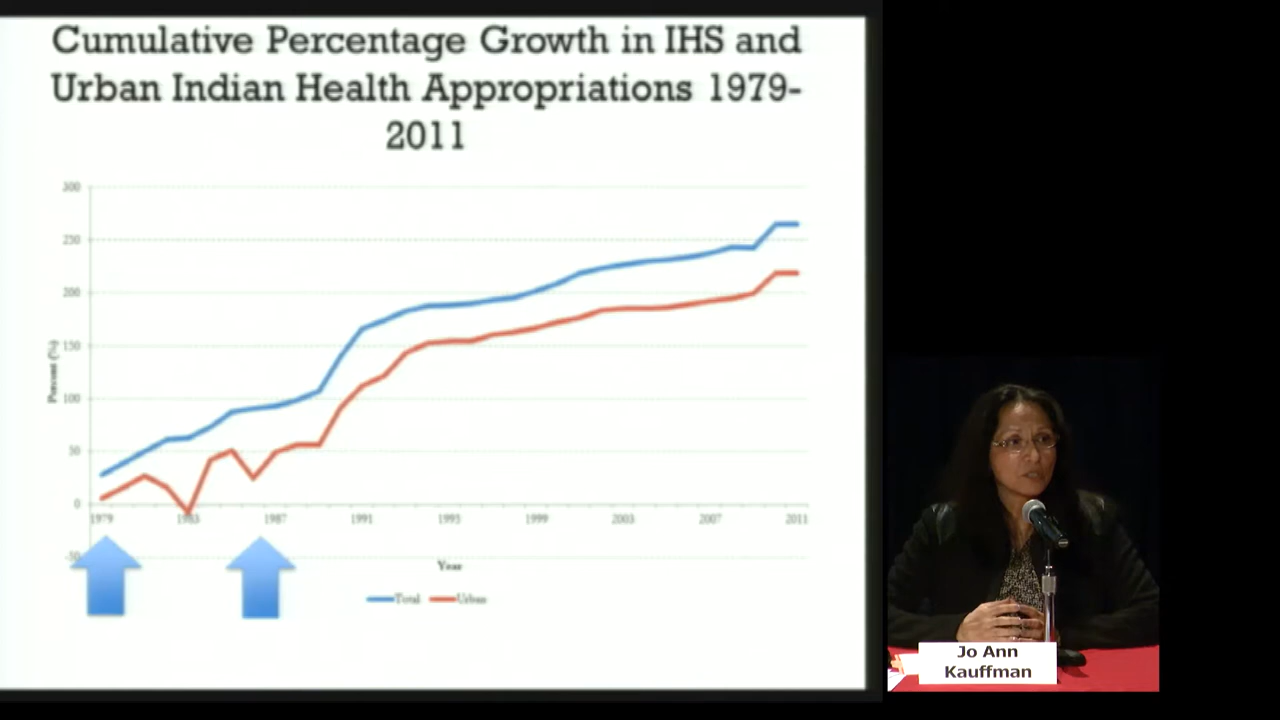 Cumulative Percentage Growth in IHS and
Urban Indian Health Appropriations 1979-
2011
300
250
200
150
100
50
0
-50
Percent (%)
1979 1983 1987 1991 1995 1999 2003 2007 2011
Year
Total Urban
Jo Ann
Kauffman